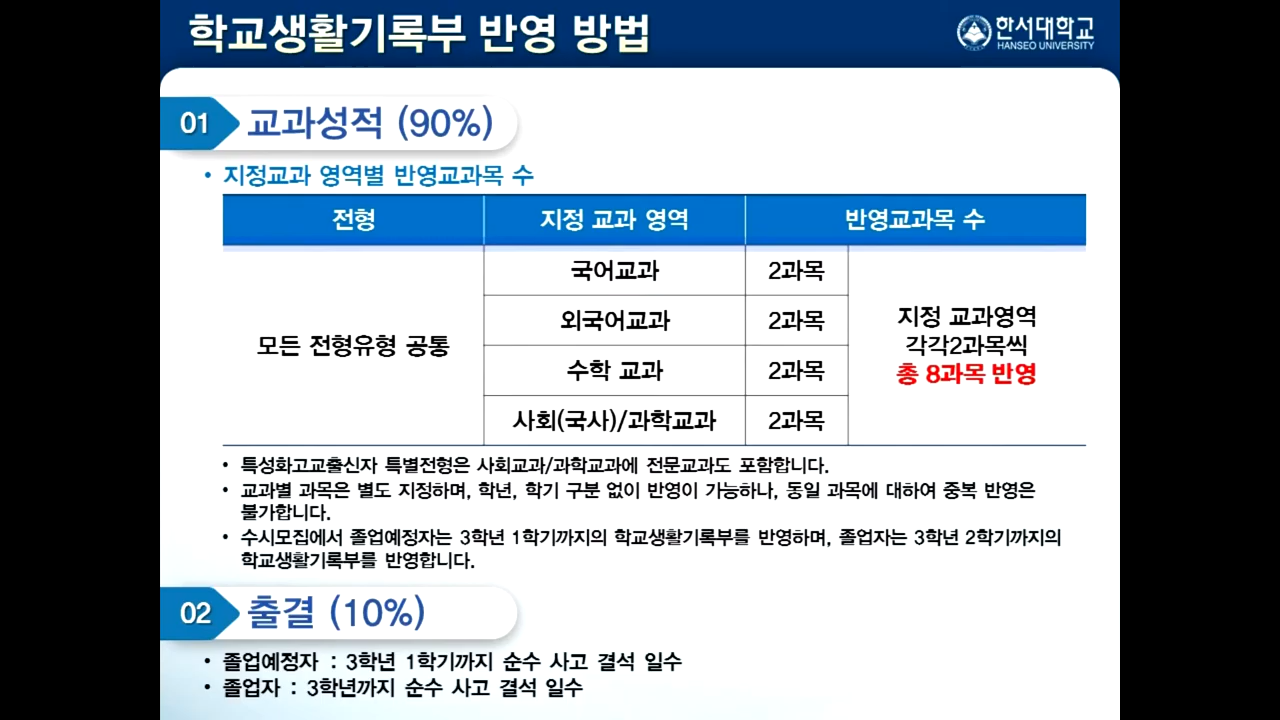 학교생활기록부 반영 방법
한서대학교
HANSEO UNIVERSITY
01 교과성적 (90%)
• 지정교과 영역별 반영교과목 수
전형 지정 교과 영역 반영교과목 수
모든 전형유형 공통
국어교과 2과목
외국어교과 2과목
수학 교과 2과목
사회(국사)/과학교과 2과목
지정 교과영역
각각2과목씩
총 8과목 반영
• 특성화고교출신자 특별전형은 사회교과/과학교과에 전문교과도 포함합니다.
• 교과별 과목은 별도 지정하며, 학년, 학기 구분 없이 반영이 가능하나, 동일 과목에 대하여 중복 반영은
불가합니다.
• 수시모집에서 졸업예정자는 3학년 1학기까지의 학교생활기록부를 반영하며, 졸업자는 3학년 2학기까지의
학교생활기록부를 반영합니다.
02 출결 (10%)
• 졸업예정자 : 3학년 1학기까지 순수 사고 결석 일수
• 졸업자 : 3학년까지 순수 사고 결석 일수